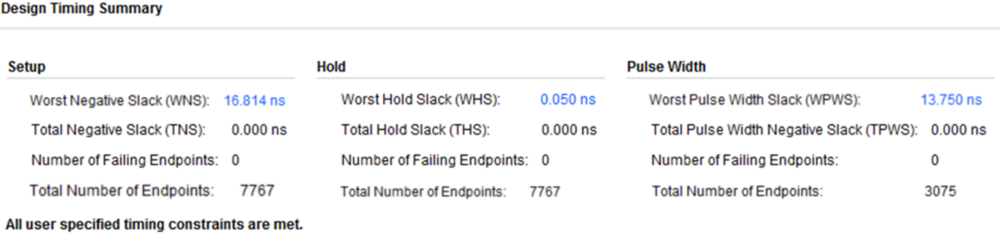 Design Timing Summary
Setup
Worst Negative Slack (WNS): 16.814 ns
Total Negative Slack (TNS): 0.000 ns
Number of Failing Endpoints: 0
Total Number of Endpoints: 7767
Hold
Worst Hold Slack (WHS): 0.050 ns
Total Hold Slack (THS): 0.000 ns
Number of Failing Endpoints: 0
Total Number of Endpoints: 7767
Pulse Width
Worst Pulse Width Slack (WPWS): 13.750 ns
Total Pulse Width Negative Slack (TPWS): 0.000 ns
Number of Failing Endpoints: 0
Total Number of Endpoints: 3075
All user specified timing constraints are met.